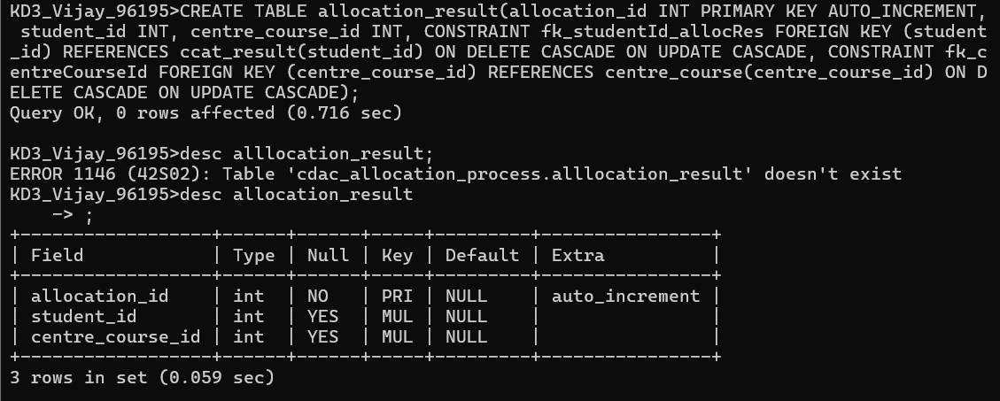 KD3_Vijay_96195>CREATE TABLE allocation_result(allocation_id INT PRIMARY KEY AUTO_INCREMENT,
 student_id INT, centre_course_id INT, CONSTRAINT fk_studentId_allocRes FOREIGN KEY (student
_id) REFERENCES ccat_result(student_id) ON DELETE CASCADE ON UPDATE CASCADE, CONSTRAINT fk_c
entreCourseId FOREIGN KEY (centre_course_id) REFERENCES centre_course(centre_course_id) ON D
ELETE CASCADE ON UPDATE CASCADE);
Query OK, 0 rows affected (0.716 sec)

KD3_Vijay_96195>desc alllocation_result;
ERROR 1146 (42S02): Table 'cdac_allocation_process.alllocation_result' doesn't exist
KD3_Vijay_96195>desc allocation_result
    -> ;
+------------------+------+------+-----+---------+----------------+
| Field            | Type | Null | Key | Default | Extra          |
+------------------+------+------+-----+---------+----------------+
| allocation_id    | int  | NO   | PRI | NULL    | auto_increment |
| student_id       | int  | YES  | MUL | NULL    |                |
| centre_course_id | int  | YES  | MUL | NULL    |                |
+------------------+------+------+-----+---------+----------------+
3 rows in set (0.059 sec)